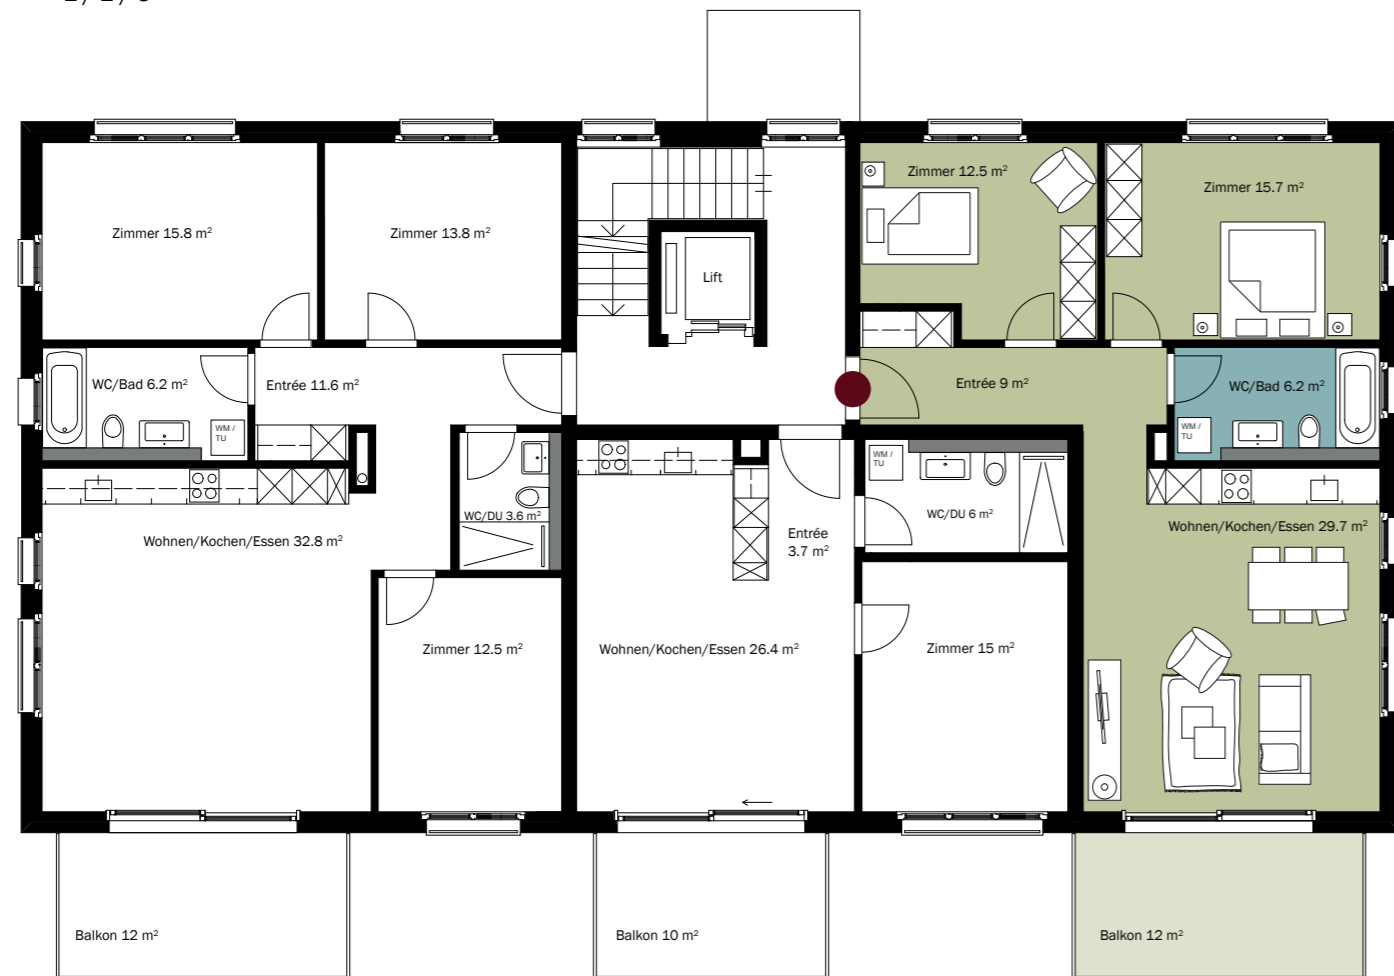 Zimmer 12.5 m²
Zimmer 15.7 m²
Zimmer 15.8 m²
Zimmer 13.8 m²
Lift
WC/Bad 6.2 m²
Entrée 11.6 m²
Entrée 9 m²
WC/Bad 6.2 m²
WM /
TU
WM /
TU
WM /
TU
WC/DU 3.6 m²
WC/DU 6 m²
Wohnen/Kochen/Essen 32.8 m²
Entrée
3.7 m²
Wohnen/Kochen/Essen 29.7 m²
Zimmer 12.5 m²
Wohnen/Kochen/Essen 26.4 m²
Zimmer 15 m²
Balkon 12 m²
Balkon 10 m²
Balkon 12 m²